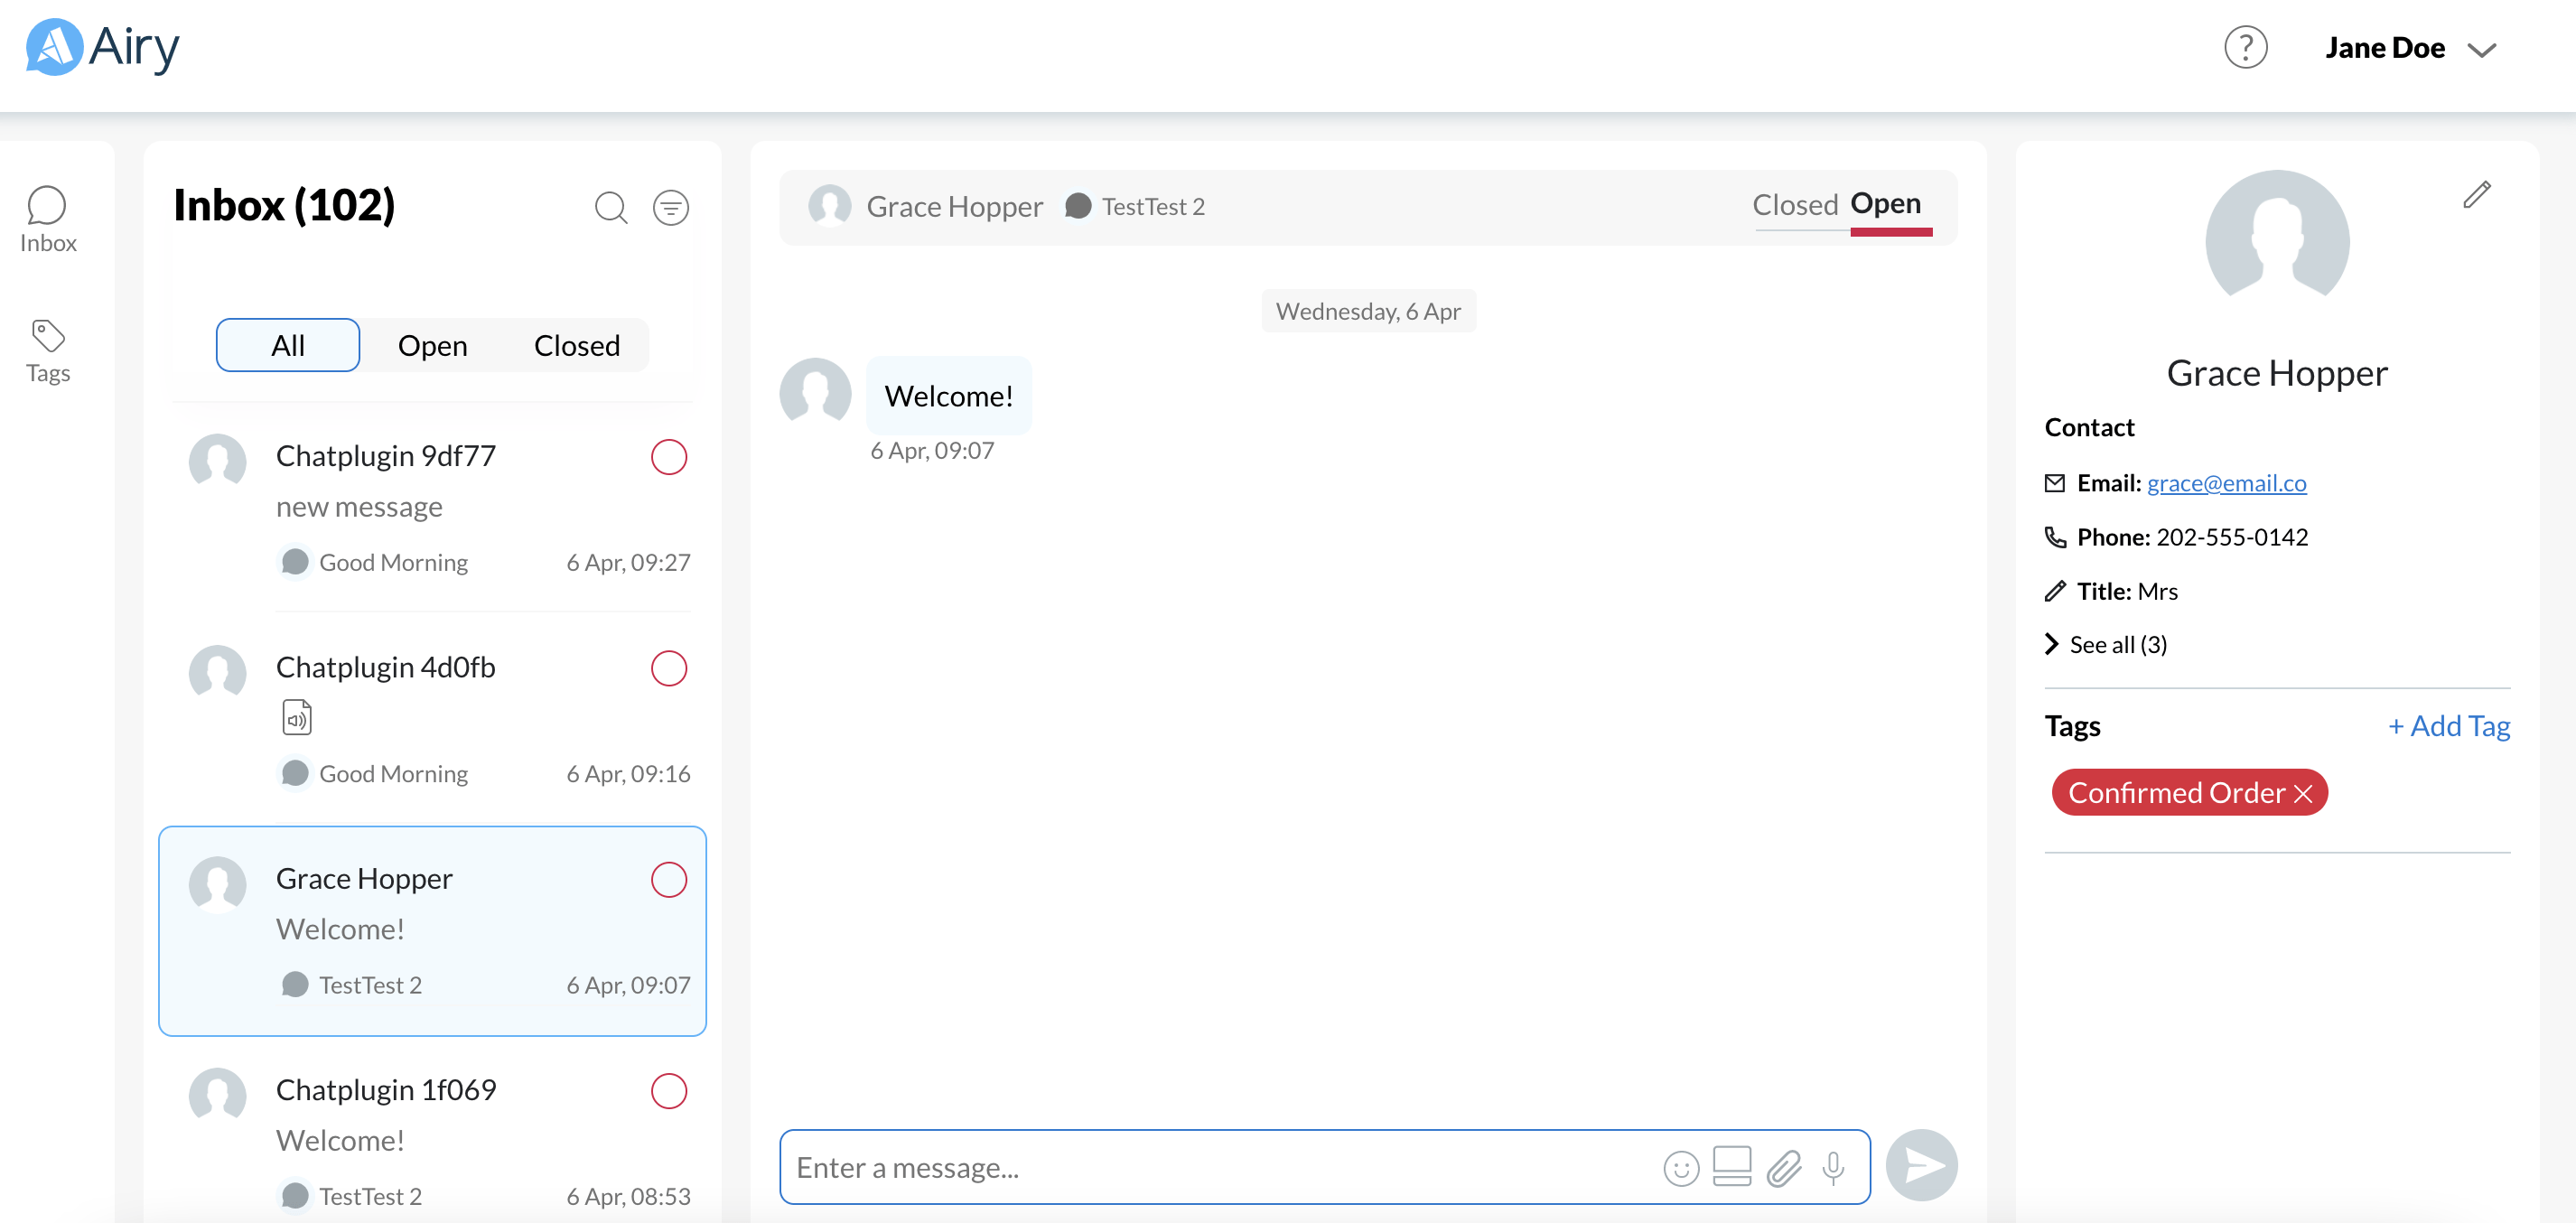 Airy
?
Jane Doe
Inbox
Tags
Inbox (102)
All
Open
Closed
Chatplugin 9df77
new message
Good Morning
6 Apr, 09:27
Chatplugin 4d0fb
Good Morning
6 Apr, 09:16
Grace Hopper
Welcome!
TestTest 2
6 Apr, 09:07
Chatplugin 1f069
Welcome!
TestTest 2
6 Apr, 08:53
Grace Hopper
TestTest 2
Closed
Open
Wednesday, 6 Apr
Welcome!
6 Apr, 09:07
Enter a message...
Grace Hopper
Contact
Email: grace@email.co
Phone: 202-555-0142
Title: Mrs
See all (3)
Tags
+ Add Tag
Confirmed Order